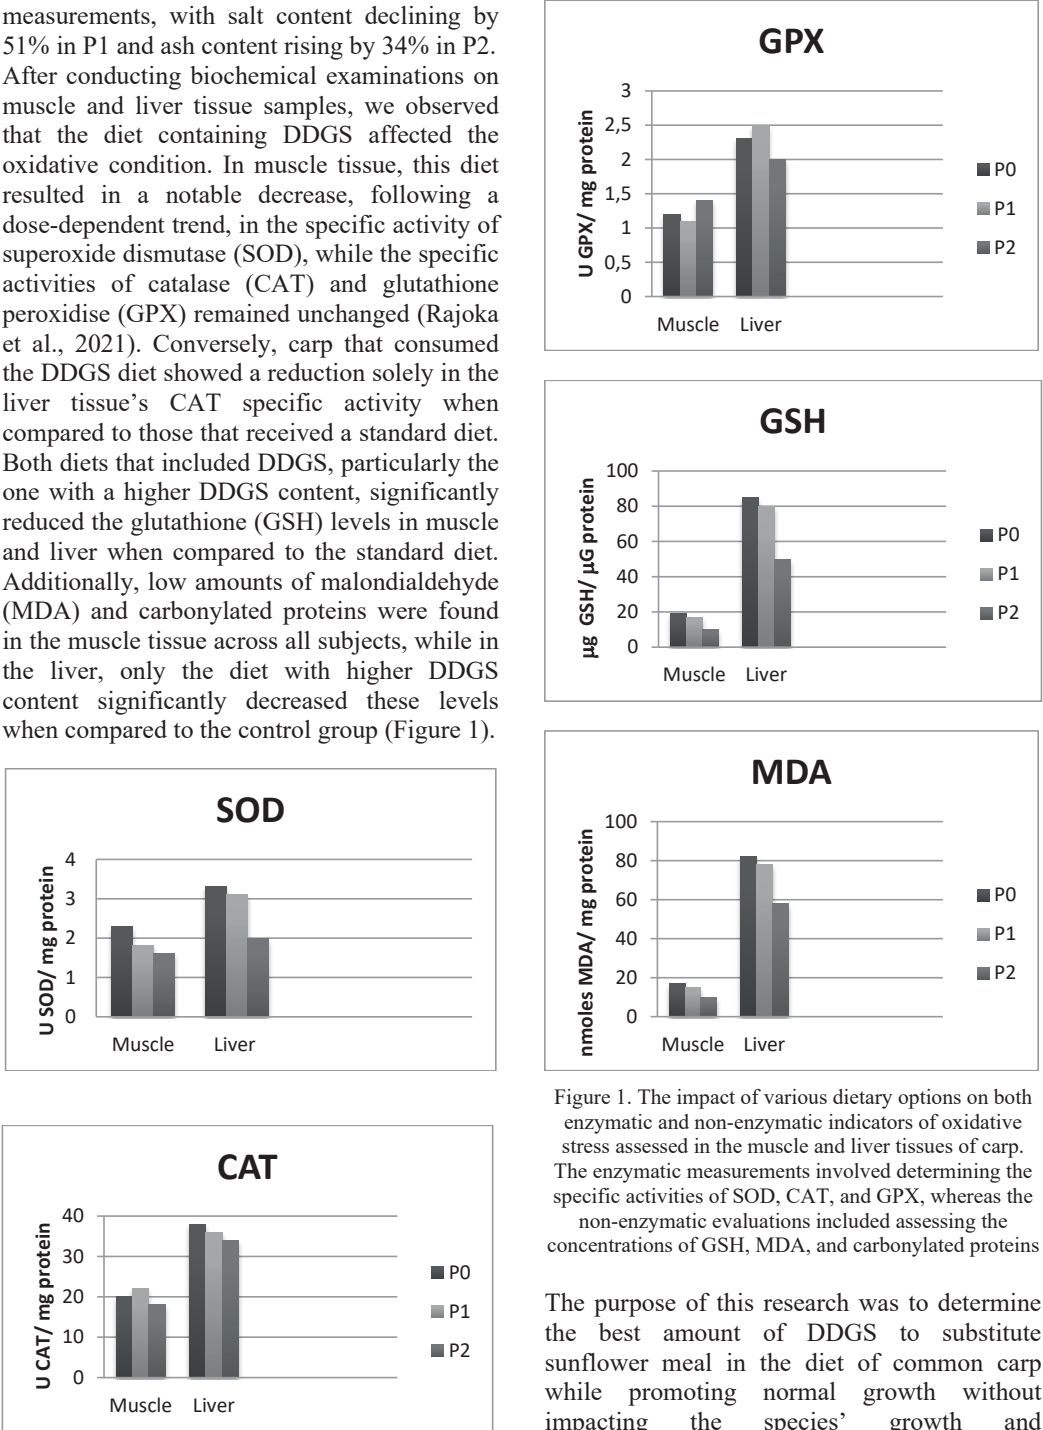 measurements, with salt content declining by
51% in P1 and ash content rising by 34% in P2.
After conducting biochemical examinations on
muscle and liver tissue samples, we observed
that the diet containing DDGS affected the
oxidative condition. In muscle tissue, this diet
resulted in a notable decrease, following a
dose-dependent trend, in the specific activity of
superoxide dismutase (SOD), while the specific
activities of catalase (CAT) and glutathione
peroxidise (GPX) remained unchanged (Rajoka
et al., 2021). Conversely, carp that consumed
the DDGS diet showed a reduction solely in the
liver tissue's CAT specific activity when
compared to those that received a standard diet.
Both diets that included DDGS, particularly the
one with a higher DDGS content, significantly
reduced the glutathione (GSH) levels in muscle
and liver when compared to the standard diet.
Additionally, low amounts of malondialdehyde
(MDA) and carbonylated proteins were found
in the muscle tissue across all subjects, while in
the liver, only the diet with higher DDGS
content significantly decreased these levels
when compared to the control group (Figure 1).
SOD
U SOD/ mg protein
4
3
2
1
0
Muscle Liver
CAT
U CAT/ mg protein
40
30
20
10
0
Muscle Liver
P0
P1
P2
GPX
U GPX/ mg protein
3
2,5
2
1,5
1
0,5
0
Muscle Liver
P0
P1
P2
GSH
µg GSH/ µG protein
100
80
60
40
20
0
Muscle Liver
P0
P1
P2
MDA
nmoles MDA/ mg protein
100
80
60
40
20
0
Muscle Liver
P0
P1
P2
Figure 1. The impact of various dietary options on both
enzymatic and non-enzymatic indicators of oxidative
stress assessed in the muscle and liver tissues of carp.
The enzymatic measurements involved determining the
specific activities of SOD, CAT, and GPX, whereas the
non-enzymatic evaluations included assessing the
concentrations of GSH, MDA, and carbonylated proteins
The purpose of this research was to determine
the best amount of DDGS to substitute
sunflower meal in the diet of common carp
while promoting normal growth without
impacting the species' growth and